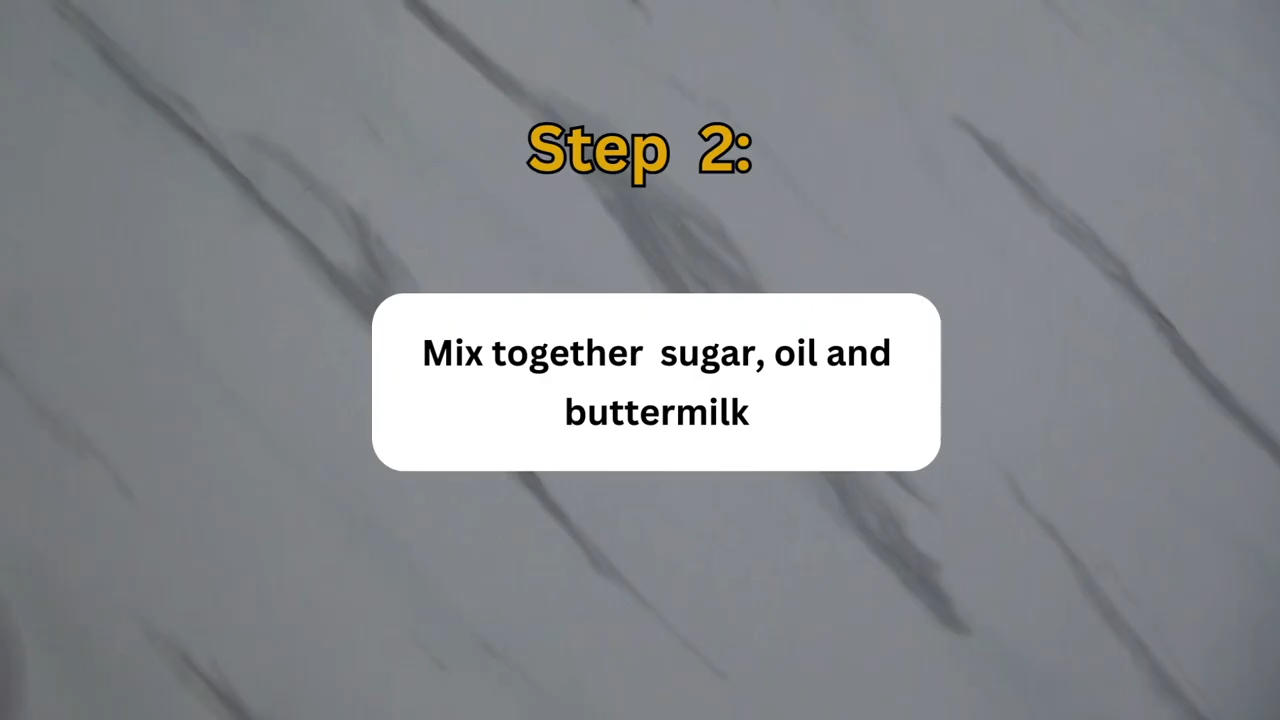 Step 2:
Mix together sugar, oil and
buttermilk